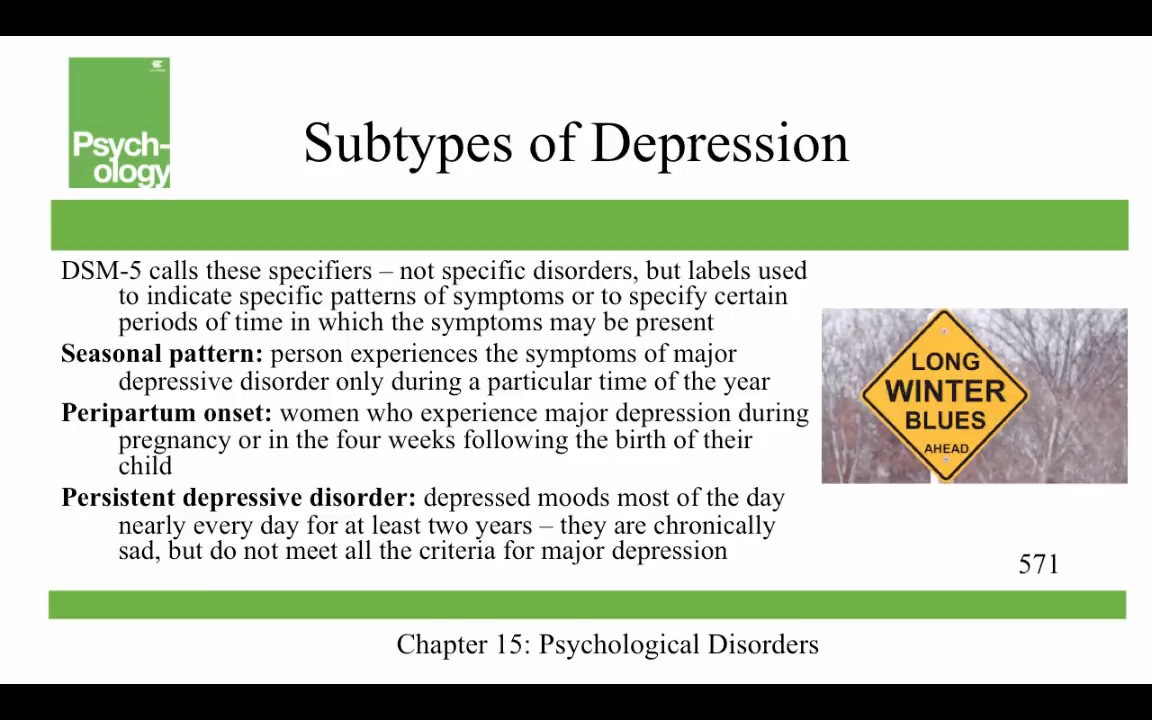 Psych-
ology
Subtypes of Depression
DSM-5 calls these specifiers – not specific disorders, but labels used
to indicate specific patterns of symptoms or to specify certain
periods of time in which the symptoms may be present
Seasonal pattern: person experiences the symptoms of major
depressive disorder only during a particular time of the year
Peripartum onset: women who experience major depression during
pregnancy or in the four weeks following the birth of their
child
Persistent depressive disorder: depressed moods most of the day
nearly every day for at least two years – they are chronically
sad, but do not meet all the criteria for major depression
LONG
WINTER
BLUES
AHEAD
571
Chapter 15: Psychological Disorders